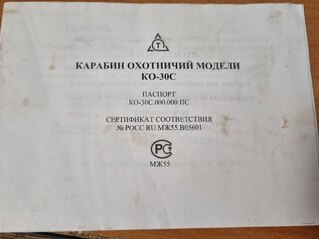 Т
КАРАБИН ОХОТНИЧИЙ МОДЕЛИ
КО-30С
ПАСПОРТ
КО-30С.000.000 ПС
СЕРТИФИКАТ СООТВЕТСТВИЯ
№ РОСС RU.МЖ55.В05601
РС
МЖ55